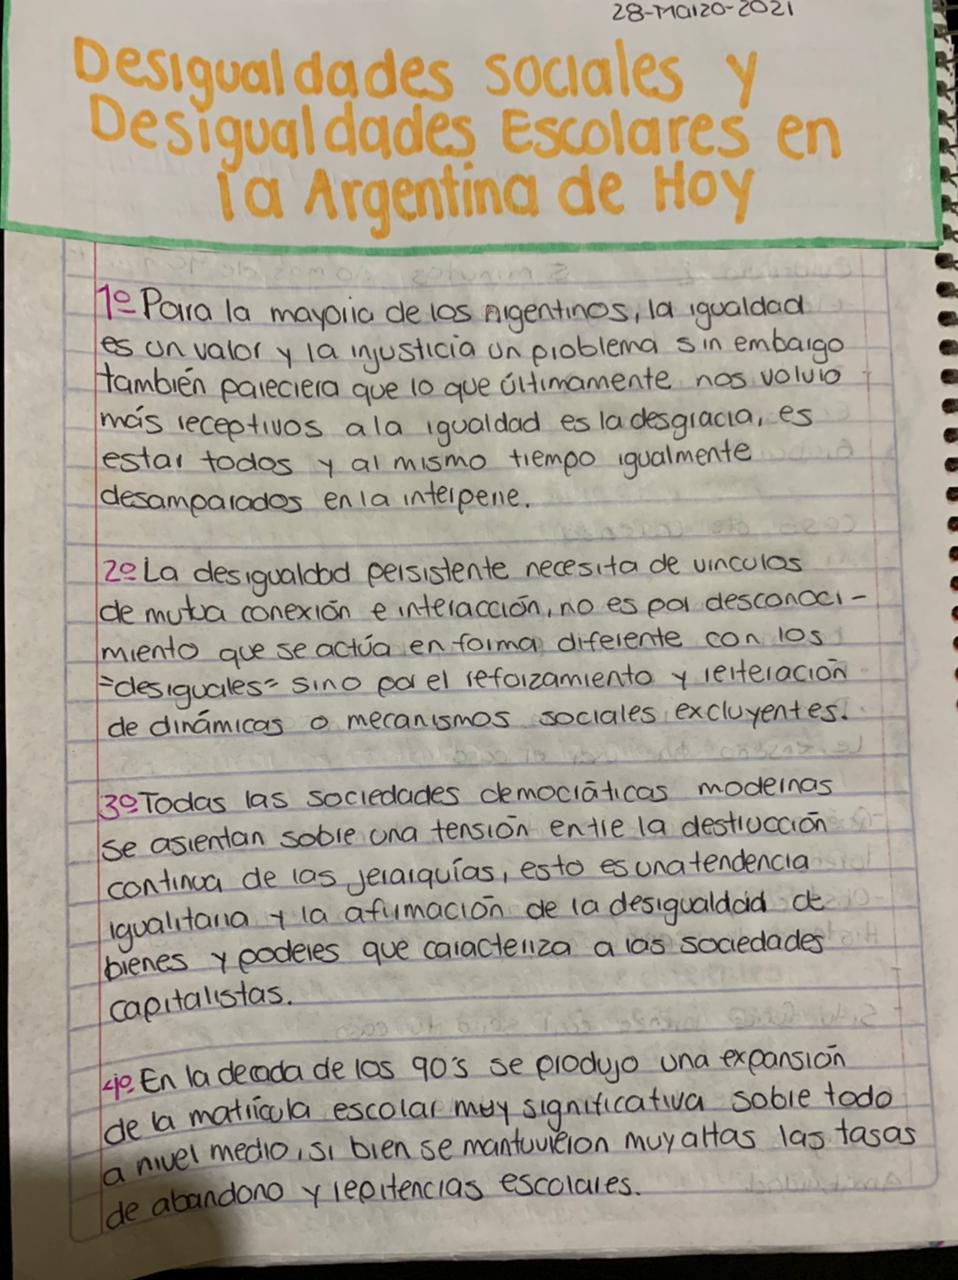 28-Marzo-2021
Desigualdades Sociales y
Desigualdades Escolares en
la Argentina de Hoy
1º Para la mayoría de los Argentinos, la igualdad
es un valor y la injusticia un problema sin embargo
también pareciera que lo que últimamente nos volvió
más receptivos a la igualdad es la desgracia, es
estar todos y al mismo tiempo igualmente
desamparados en la interperie.
2º La desigualdad persistente necesita de vinculos
de mutua conexión e interacción, no es por desconoci-
miento que se actúa en forma diferente con los
"desiguales" sino por el reforzamiento y reiteración
de dinámicas o mecanismos sociales excluyentes.
3º Todas las sociedades democráticas modernas
se asientan sobre una tensión entre la destrucción
continua de las jerarquías, esto es una tendencia
igualitaria y la afirmación de la desigualdad de
bienes y poderes que caracteriza a las sociedades
capitalistas.
4º En la decada de los 90's se produjo una expansión
de la matrícula escolar muy significativa sobre todo
a nivel medio, si bien se mantuvieron muy altas las tasas
de abandono y repitencias escolares.